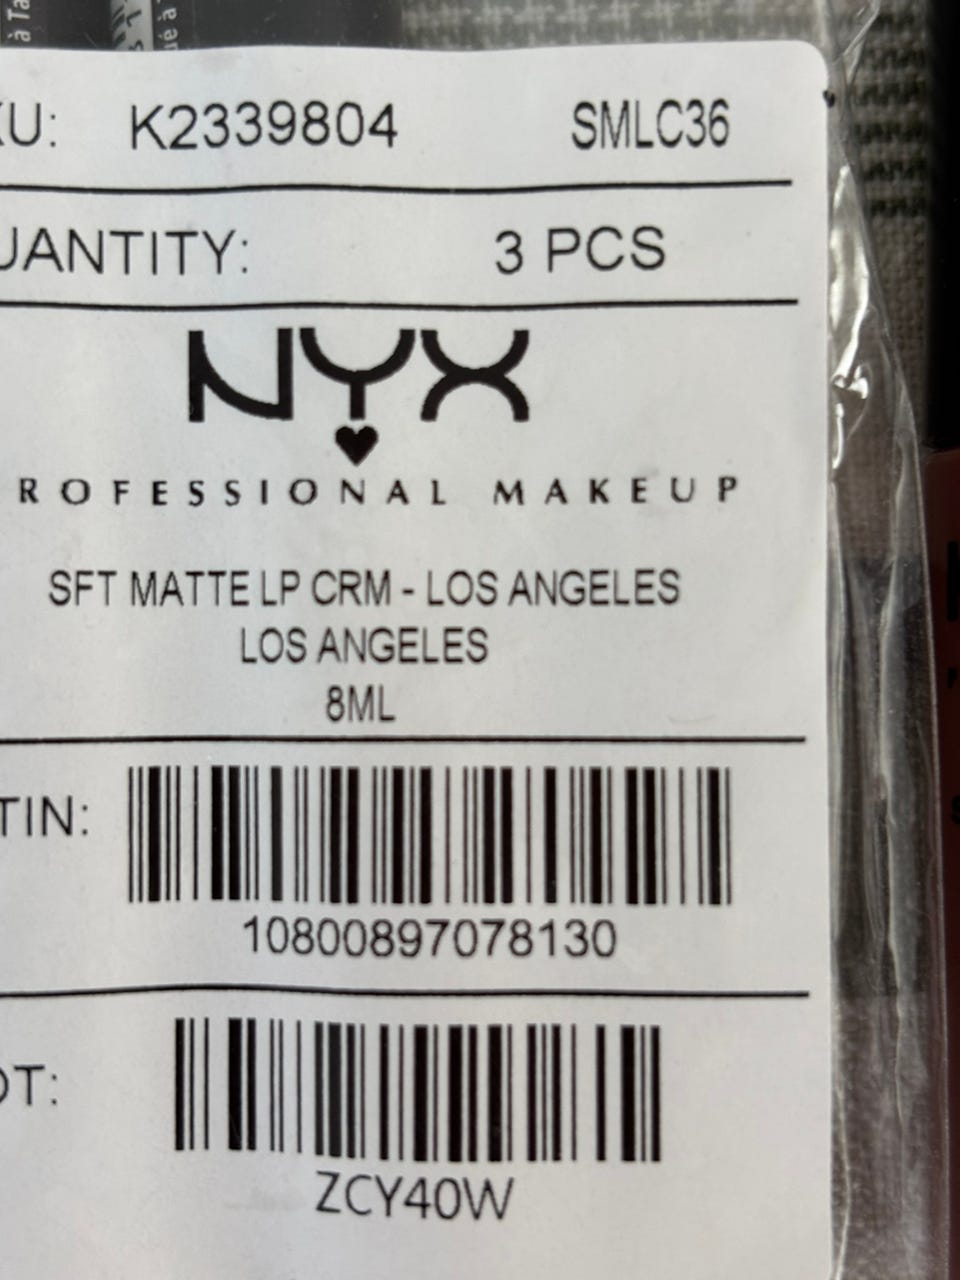 U: K2339804 SMLC36
UANTITY: 3 PCS
NYX
ROFESSIONAL MAKEUP
SFT MATTE LP CRM - LOS ANGELES
LOS ANGELES
8ML
TIN:
10800897078130
OT:
ZCY40W